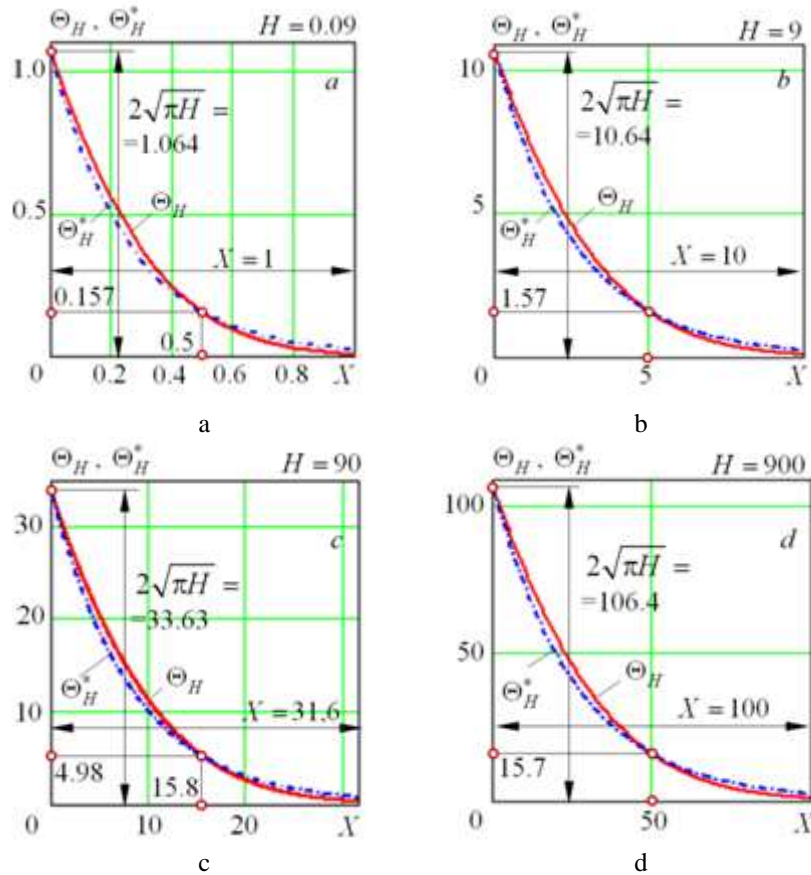 Θ_H , Θ*_H H = 0.09
1.0
a
2√πH =
=1.064
Θ_H
0.5
Θ*_H
X = 1
0.157
0.5
0 0.2 0.4 0.6 0.8 X
a
Θ_H , Θ*_H H = 9
10
b
2√πH =
=10.64
5
Θ_H
Θ*_H
X = 10
1.57
0 5 X
b
Θ_H , Θ*_H H = 90
30
c
2√πH =
=33.63
20
Θ*_H
Θ_H
10
X = 31,6
4.98
15.8
0 10 20 X
c
Θ_H , Θ*_H H = 900
100
d
2√πH =
=106.4
50
Θ*_H
Θ_H
X = 100
15.7
0 50 X
d